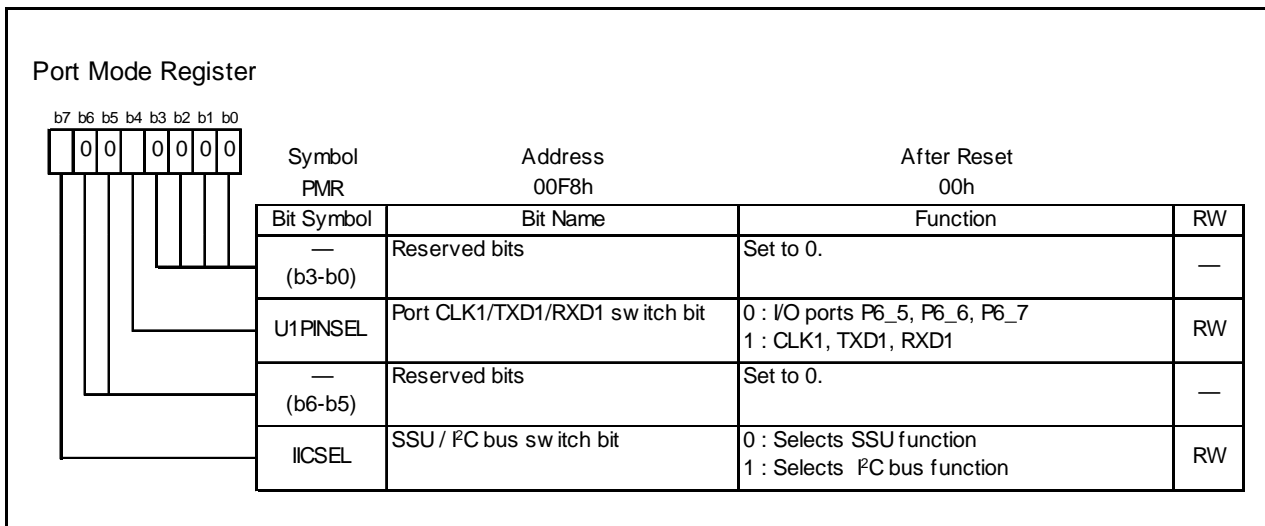 Port Mode Register
b7 b6 b5 b4 b3 b2 b1 b0
0 0 0 0 0 0
Symbol Address After Reset
PMR 00F8h 00h
Bit Symbol Bit Name Function RW
— Reserved bits Set to 0. —
(b3-b0)
U1PINSEL Port CLK1/TXD1/RXD1 switch bit 0 : I/O ports P6_5, P6_6, P6_7 RW
1 : CLK1, TXD1, RXD1
— Reserved bits Set to 0. —
(b6-b5)
IICSEL SSU / I²C bus switch bit 0 : Selects SSU function RW
1 : Selects I²C bus function